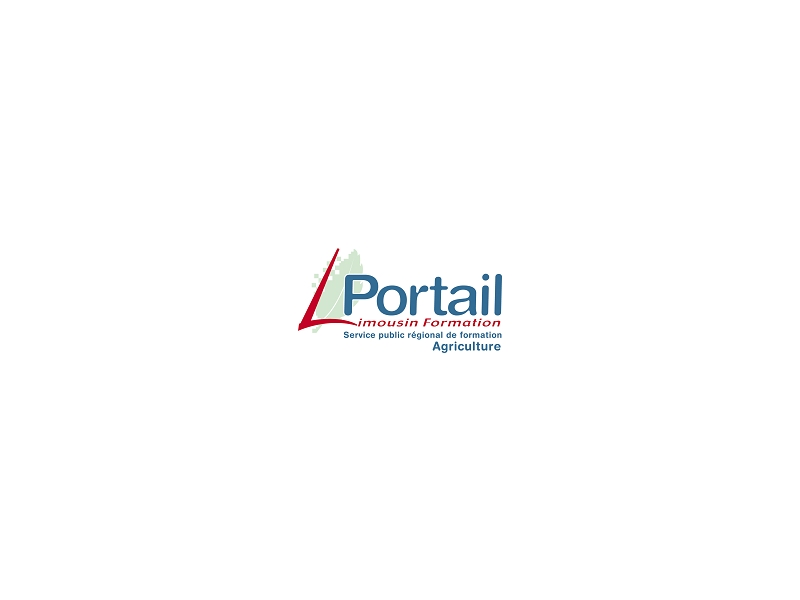 Portail
Limousin Formation
Service public régional de formation
Agriculture